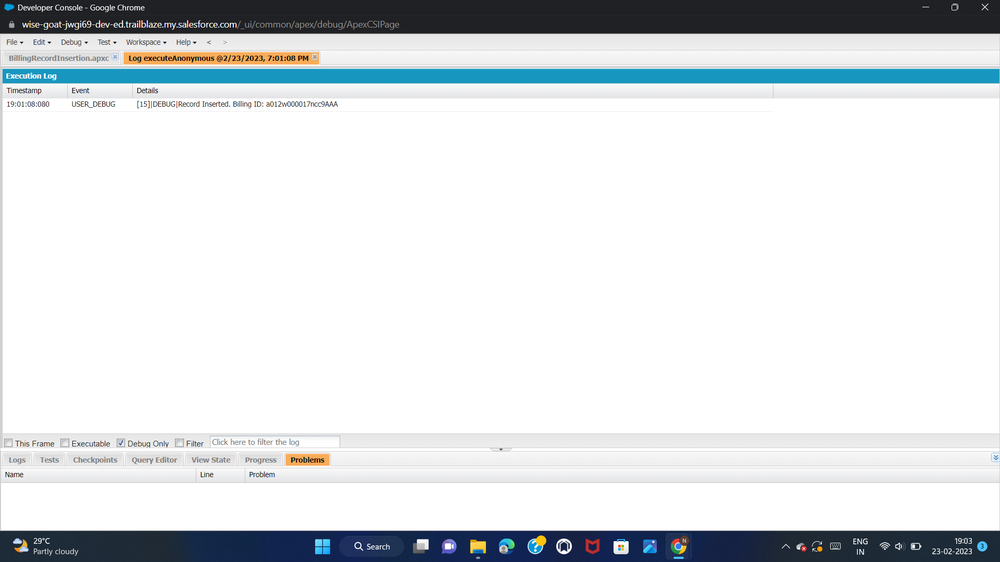 Developer Console - Google Chrome
wise-goat-jwgi69-dev-ed.trailblaze.my.salesforce.com/_ui/common/apex/debug/ApexCSIPage
File Edit Debug Test Workspace Help < >
BillingRecordInsertion.apxc Log executeAnonymous @2/23/2023, 7:01:08 PM
Execution Log
Timestamp Event Details
19:01:08:080 USER_DEBUG [15]|DEBUG|Record Inserted. Billing ID: a012w000017ncc9AAA
This Frame Executable Debug Only Filter Click here to filter the log
Logs Tests Checkpoints Query Editor View State Progress Problems
Name Line Problem
29°C
Partly cloudy
Search
N
ENG
IN
19:03
23-02-2023
3